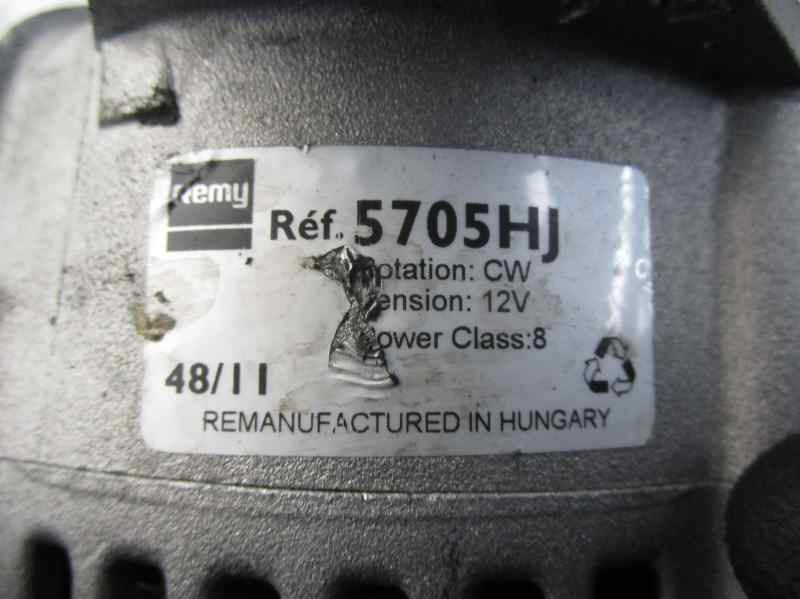 Remy
Réf. 5705HJ
otation: CW
ension: 12V
ower Class:8
48/11
REMANUFACTURED IN HUNGARY